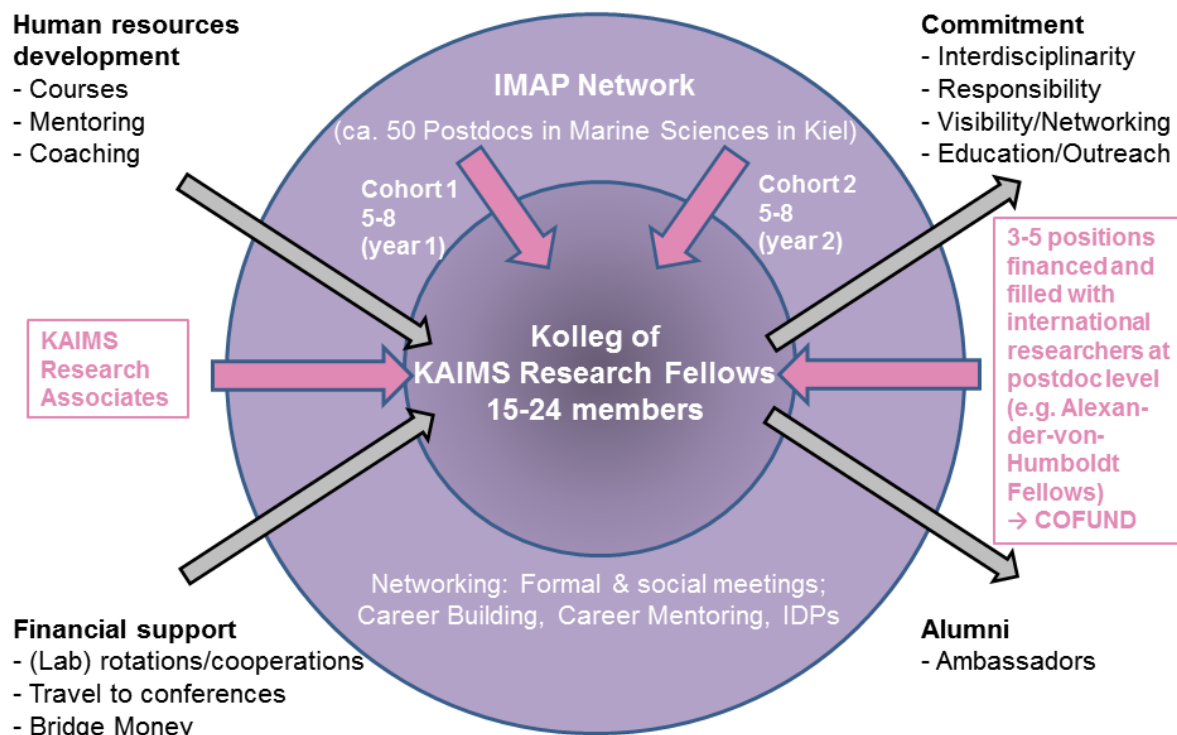 Human resources
development
- Courses
- Mentoring
- Coaching
IMAP Network
(ca. 50 Postdocs in Marine Sciences in Kiel)
Commitment
- Interdisciplinarity
- Responsibility
- Visibility/Networking
- Education/Outreach
Cohort 1
5-8
(year 1)
Cohort 2
5-8
(year 2)
KAIMS
Research
Associates
Kolleg of
KAIMS Research Fellows
15-24 members
3-5 positions
financed and
filled with
international
researchers at
postdoc level
(e.g. Alexan-
der-von-
Humboldt
Fellows)
→ COFUND
Networking: Formal & social meetings;
Career Building, Career Mentoring, IDPs
Financial support
- (Lab) rotations/cooperations
- Travel to conferences
- Bridge Money
Alumni
- Ambassadors